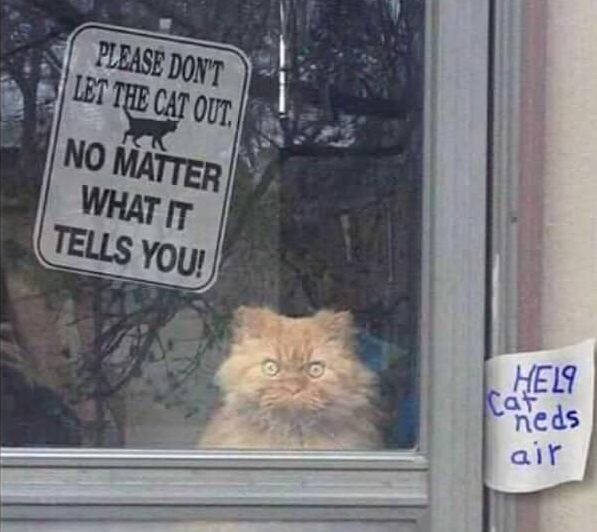 PLEASE DON'T
LET THE CAT OUT.
NO MATTER
WHAT IT
TELLS YOU!
HEL9
Cat
neds
air